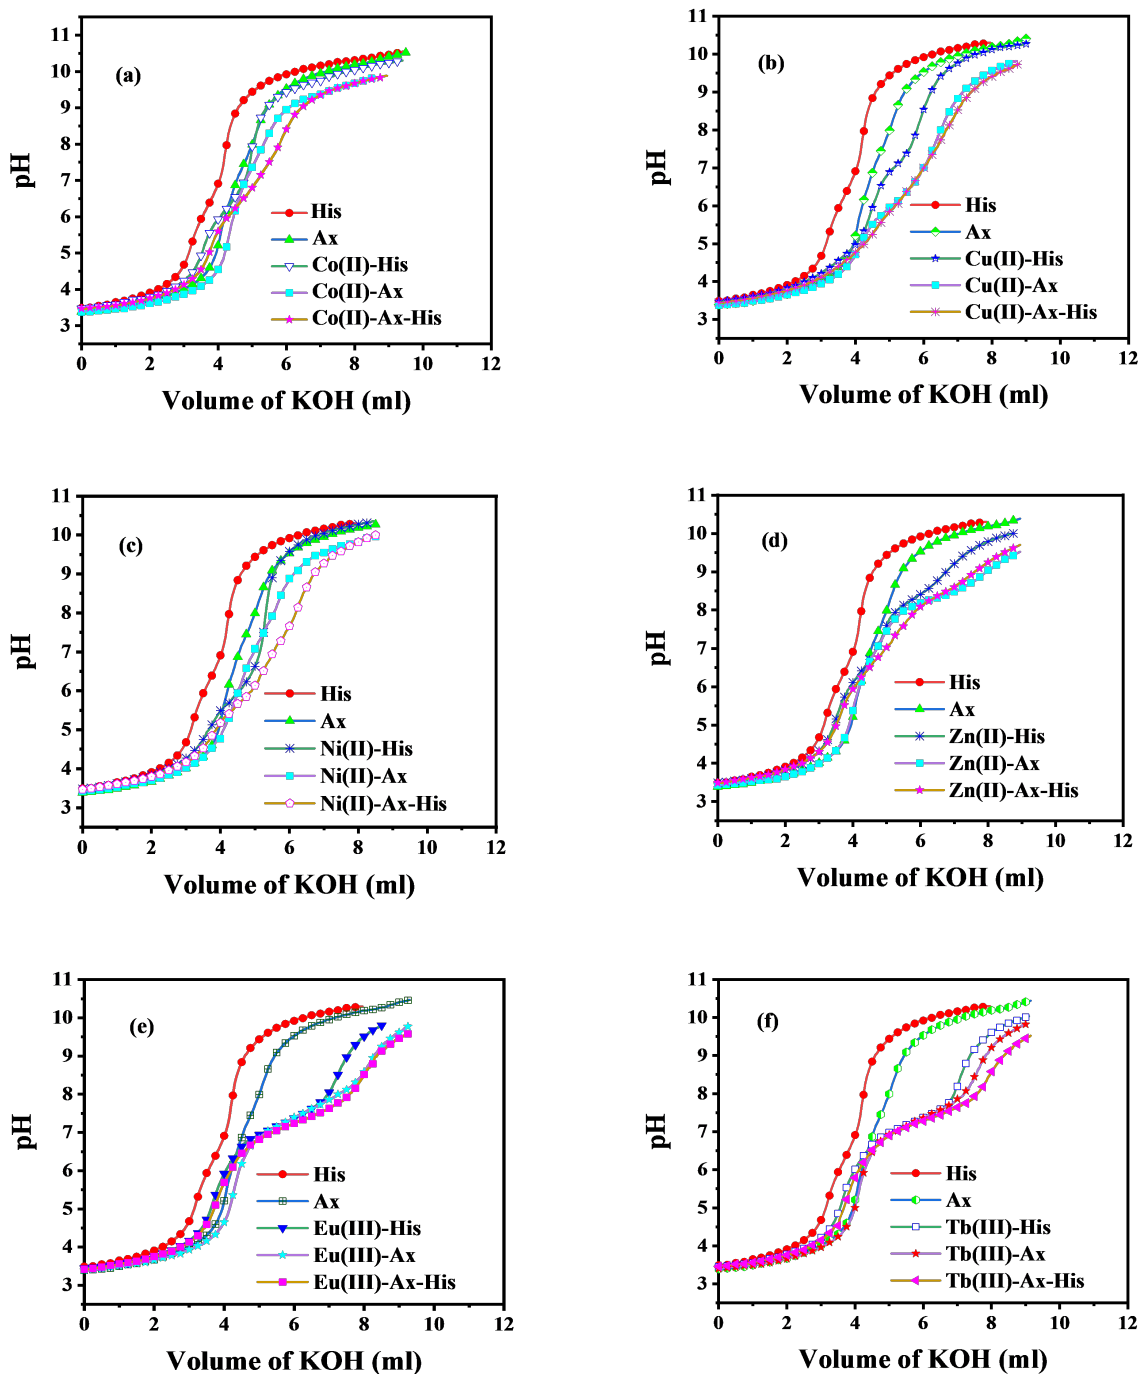 (a)
pH
11
10
9
8
7
6
5
4
3
His
Ax
Co(II)-His
Co(II)-Ax
Co(II)-Ax-His
0 2 4 6 8 10 12
Volume of KOH (ml)
(b)
pH
11
10
9
8
7
6
5
4
3
His
Ax
Cu(II)-His
Cu(II)-Ax
Cu(II)-Ax-His
0 2 4 6 8 10 12
Volume of KOH (ml)
(c)
pH
11
10
9
8
7
6
5
4
3
His
Ax
Ni(II)-His
Ni(II)-Ax
Ni(II)-Ax-His
0 2 4 6 8 10 12
Volume of KOH (ml)
(d)
pH
11
10
9
8
7
6
5
4
3
His
Ax
Zn(II)-His
Zn(II)-Ax
Zn(II)-Ax-His
0 2 4 6 8 10 12
Volume of KOH (ml)
(e)
pH
11
10
9
8
7
6
5
4
3
His
Ax
Eu(III)-His
Eu(III)-Ax
Eu(III)-Ax-His
0 2 4 6 8 10 12
Volume of KOH (ml)
(f)
pH
11
10
9
8
7
6
5
4
3
His
Ax
Tb(III)-His
Tb(III)-Ax
Tb(III)-Ax-His
0 2 4 6 8 10 12
Volume of KOH (ml)